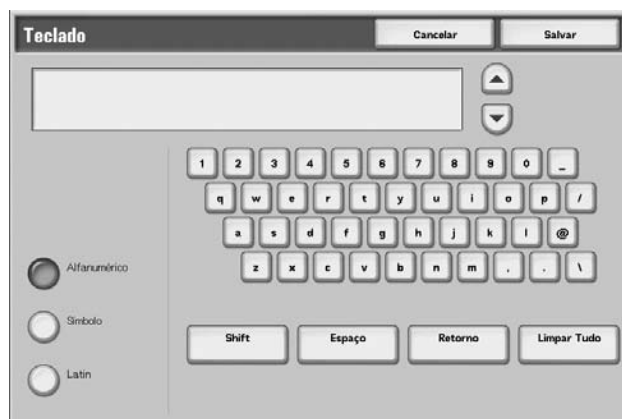 Teclado Cancelar Salvar
1 2 3 4 5 6 7 8 9 0 _
q w e r t y u i o p /
a s d f g h j k l @
z x c v b n m , . \
Alfanumérico
Símbolo
Latin
Shift Espaço Retorno Limpar Tudo